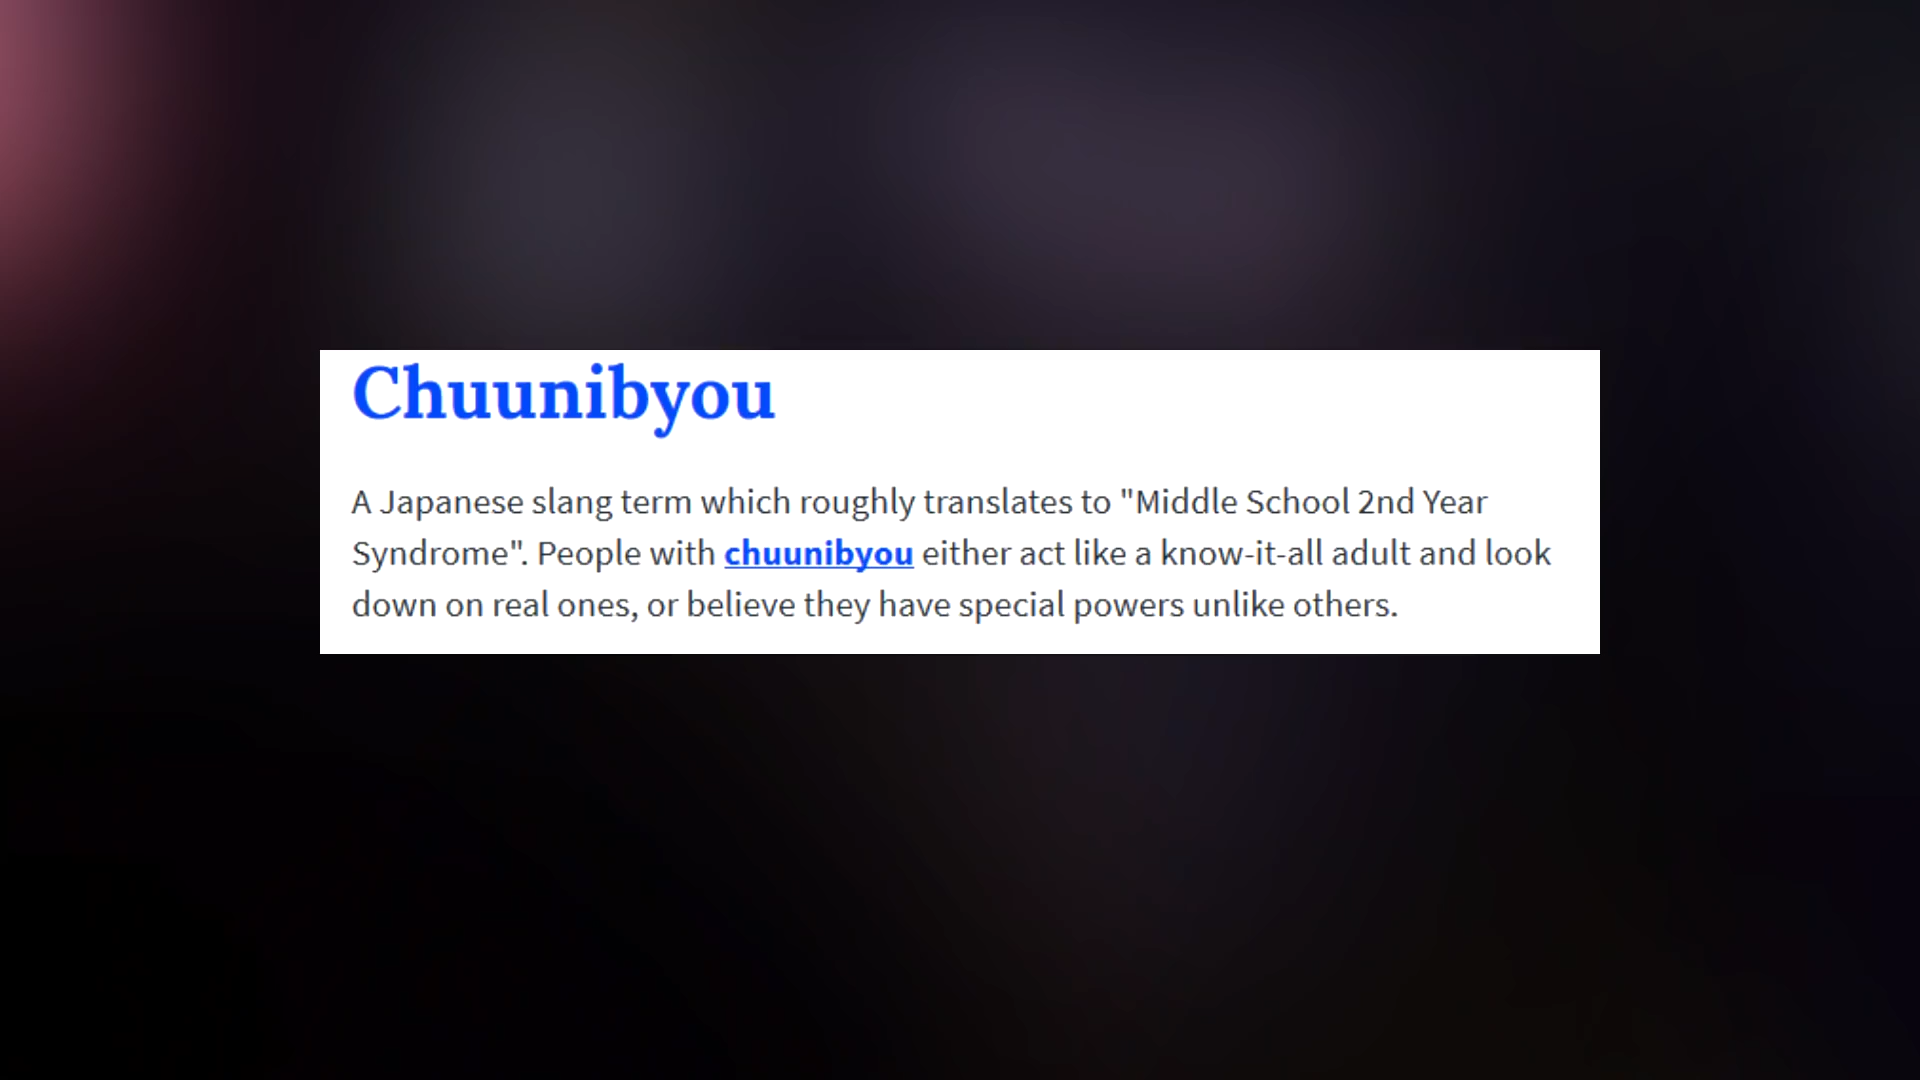 Chuunibyou
A Japanese slang term which roughly translates to "Middle School 2nd Year
Syndrome". People with chuunibyou either act like a know-it-all adult and look
down on real ones, or believe they have special powers unlike others.